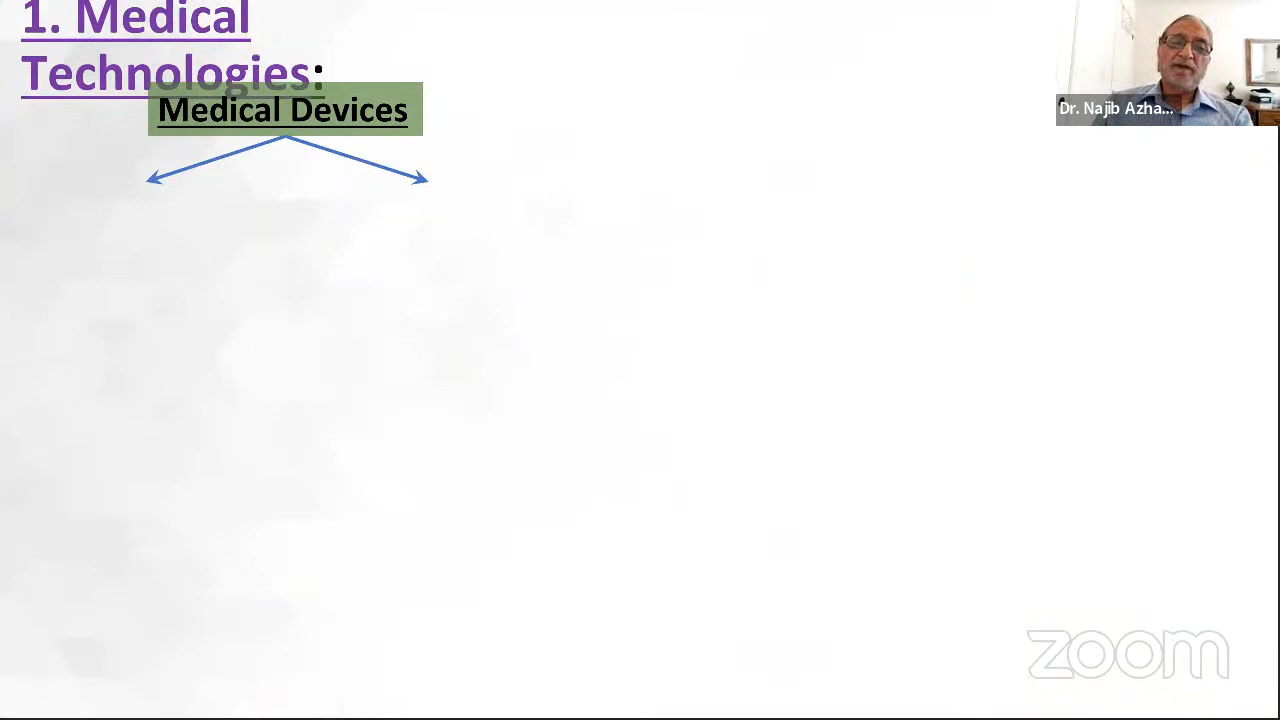 1. Medical
Technologies:
Medical Devices
Dr. Najib Azha...
zoom